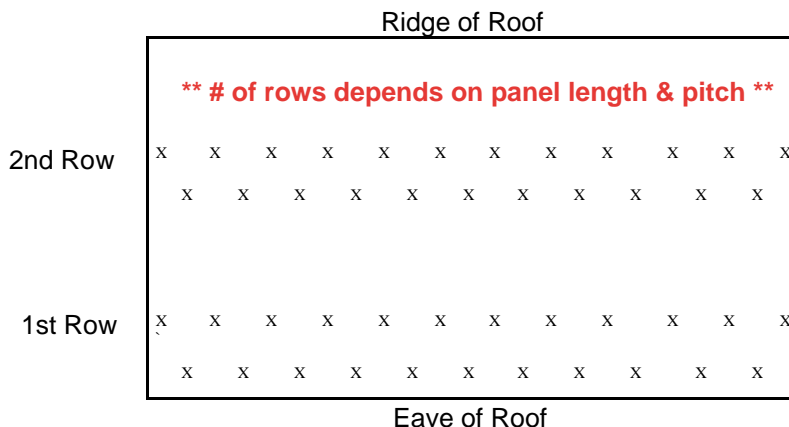 Ridge of Roof
** # of rows depends on panel length & pitch **
2nd Row X X X X X X X X X X X X
X X X X X X X X X X X
1st Row X X X X X X X X X X X X
`
X X X X X X X X X X X
Eave of Roof